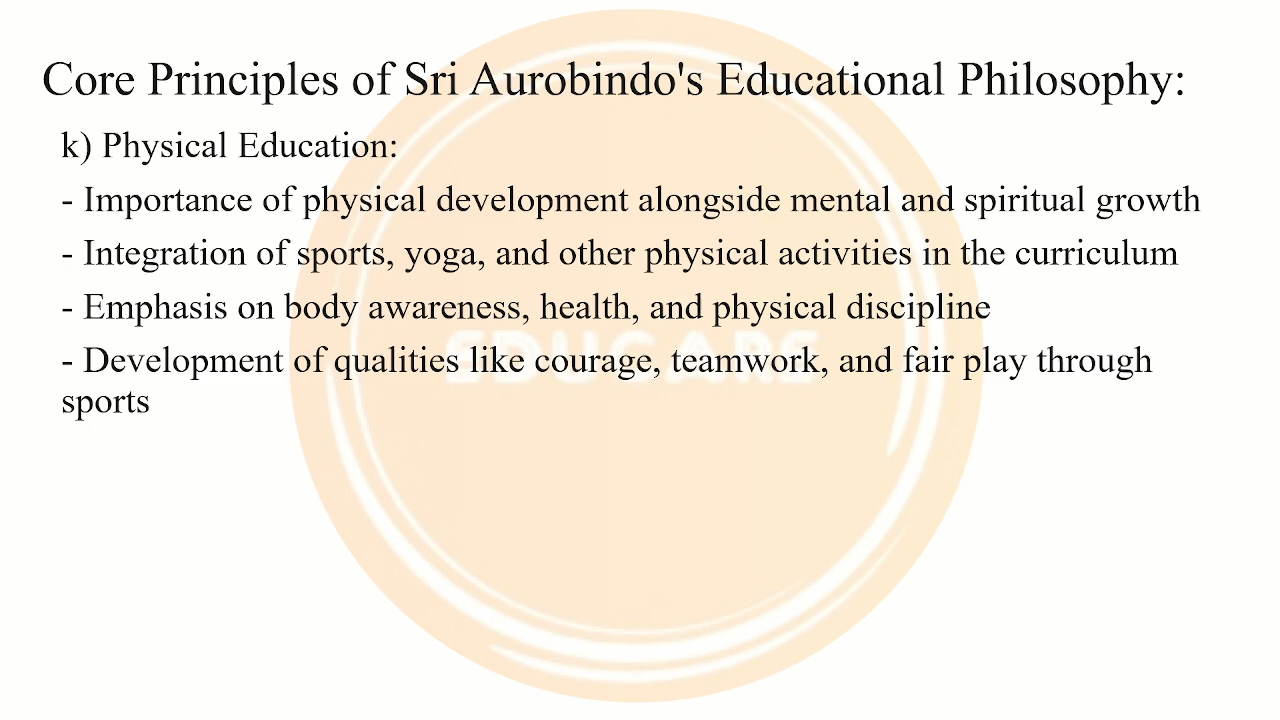 Core Principles of Sri Aurobindo's Educational Philosophy:
k) Physical Education:
- Importance of physical development alongside mental and spiritual growth
- Integration of sports, yoga, and other physical activities in the curriculum
- Emphasis on body awareness, health, and physical discipline
EDUCARE
- Development of qualities like courage, teamwork, and fair play through
sports